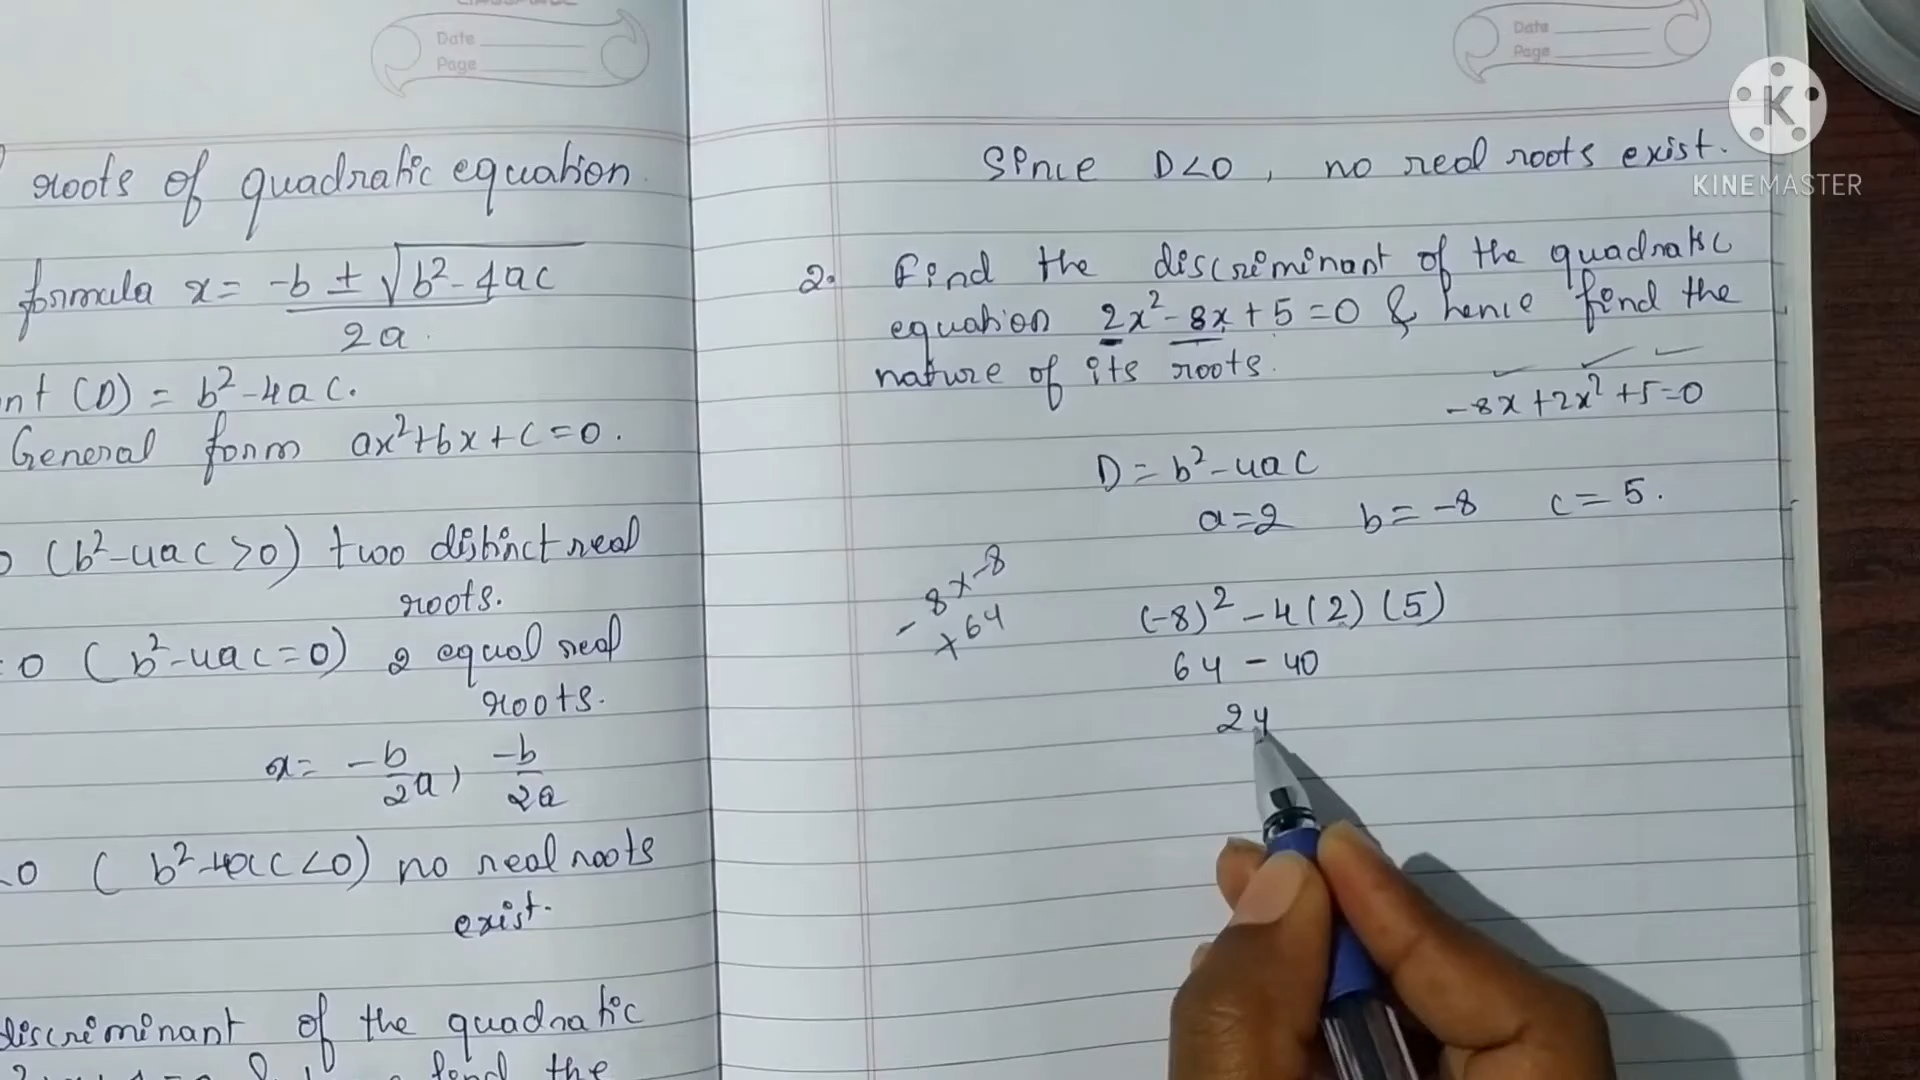 Date
Page
roots of quadratic equation.
formula x = -b ± √b² - 4ac
2a.
nt (D) = b² - 4ac.
General form ax² + bx + c = 0.
(b² - 4ac > 0) two distinct real
roots.
= 0 (b² - 4ac = 0) 2 equal real
roots.
x = -b/2a, -b/2a
<0 (b² - 4ac < 0) no real roots
exist.
discriminant of the quadratic
find the
Date
Page
K
KINEMASTER
Since D<0, no real roots exist.
2. Find the discriminant of the quadratic
equation 2x² - 8x + 5 = 0 & hence find the
nature of its roots.
-8x + 2x² + 5 = 0
D = b² - 4ac
a = 2 b = -8 c = 5.
-8 x -8
+64
(-8)² - 4(2)(5)
64 - 40
24